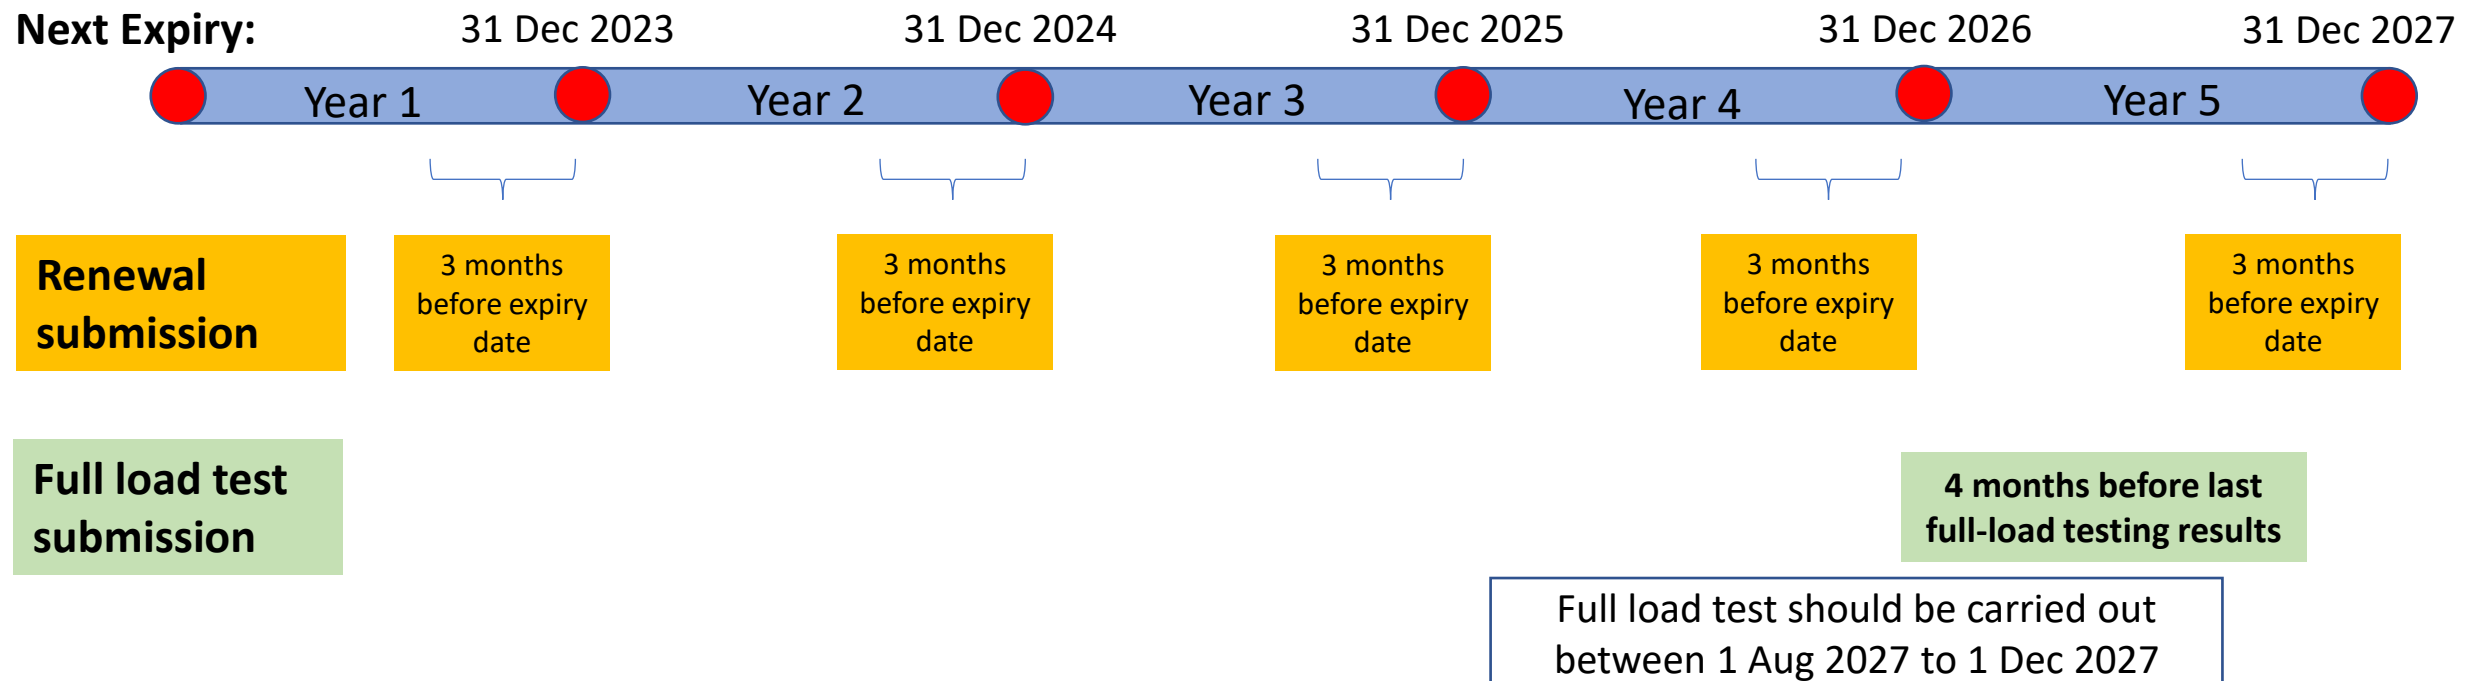 Next Expiry:
31 Dec 2023
31 Dec 2024
31 Dec 2025
31 Dec 2026
31 Dec 2027
Year 1
Year 2
Year 3
Year 4
Year 5
Renewal
submission
3 months
before expiry
date
3 months
before expiry
date
3 months
before expiry
date
3 months
before expiry
date
3 months
before expiry
date
Full load test
submission
4 months before last
full-load testing results
Full load test should be carried out
between 1 Aug 2027 to 1 Dec 2027